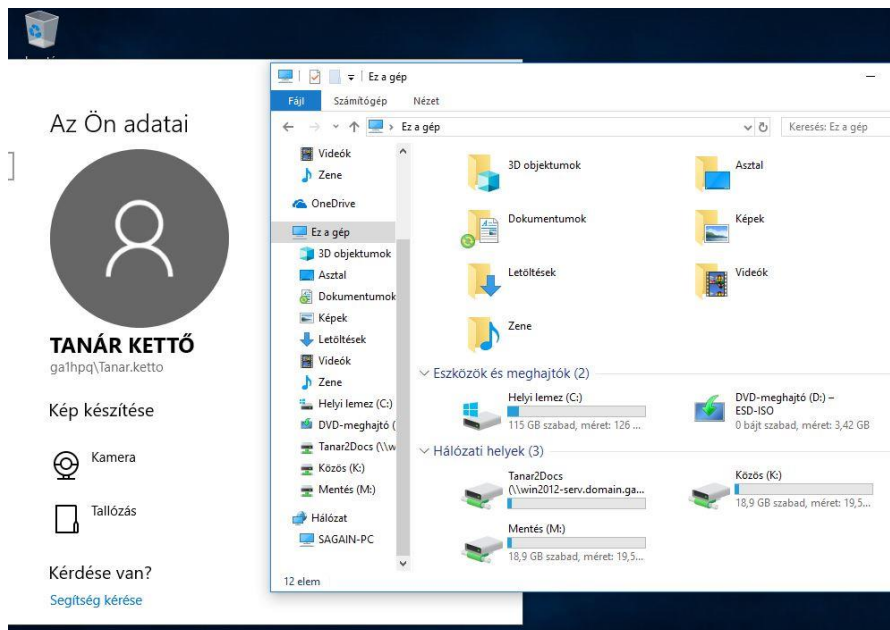 Az Ön adatai
TANÁR KETTŐ
ga1hpq\Tanar.ketto
Kép készítése
Kamera
Tallózás
Kérdése van?
Segítség kérése
Ez a gép
Fájl
Számítógép
Nézet
Ez a gép
Keresés: Ez a gép
Videók
Zene
OneDrive
Ez a gép
3D objektumok
Asztal
Dokumentumok
Képek
Letöltések
Videók
Zene
Helyi lemez (C:)
DVD-meghajtó (
Tanar2Docs (\\w
Közös (K:)
Mentés (M:)
Hálózat
SAGAIN-PC
3D objektumok
Asztal
Dokumentumok
Képek
Letöltések
Videók
Zene
Eszközök és meghajtók (2)
Helyi lemez (C:)
115 GB szabad, méret: 126 ...
DVD-meghajtó (D:) –
ESD-ISO
0 bájt szabad, méret: 3,42 GB
Hálózati helyek (3)
Tanar2Docs
(\\win2012-serv.domain.ga...
Közös (K:)
18,9 GB szabad, méret: 19,5...
Mentés (M:)
18,9 GB szabad, méret: 19,5...
12 elem